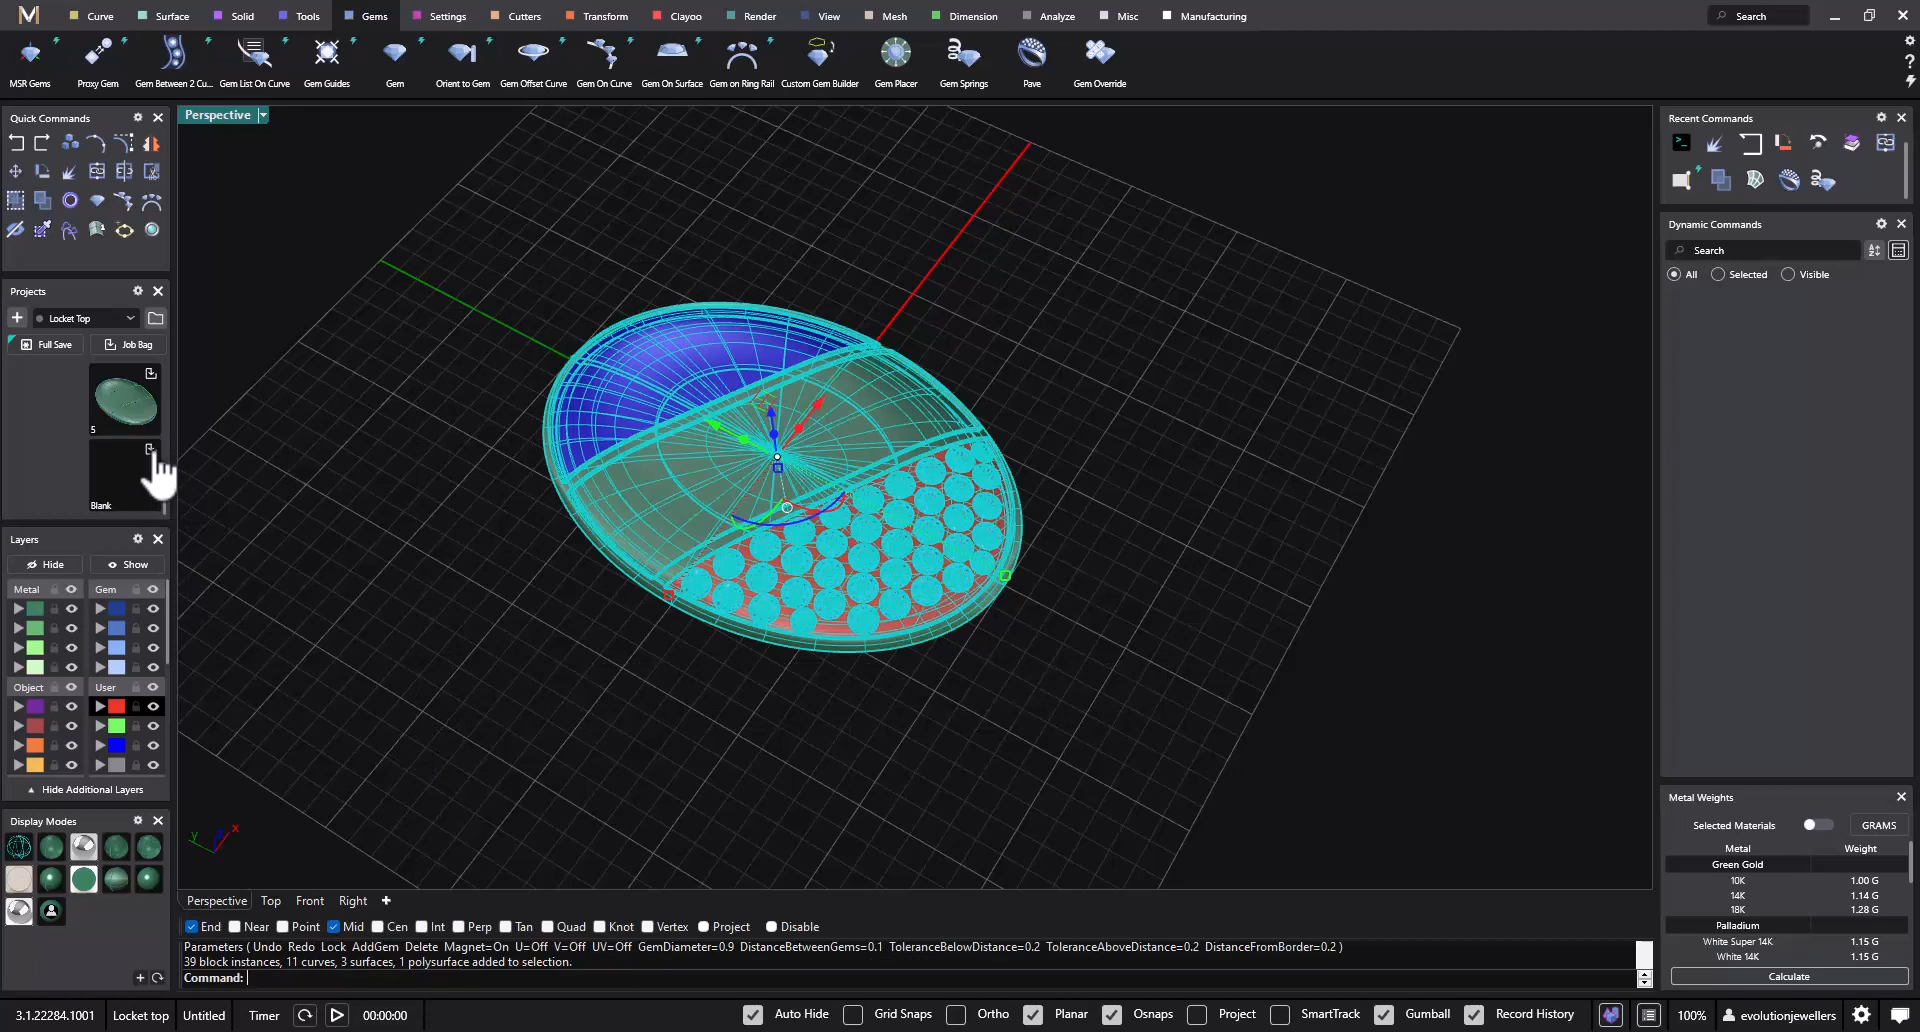 Curve Surface Solid Tools Gems Settings Cutters Transform Clayoo Render View Mesh Dimension Analyze Misc Manufacturing Search
MSR Gems Proxy Gem Gem Between 2 Cu... Gem List On Curve Gem Guides Gem Orient to Gem Gem Offset Curve Gem On Curve Gem On Surface Gem on Ring Rail Custom Gem Builder Gem Placer Gem Springs Pave Gem Override
Quick Commands
Perspective
Recent Commands
Dynamic Commands
Search
All Selected Visible
Projects
Locket Top
Full Save Job Bag
5
Blank
Layers
Hide Show
Metal Gem
Object User
Hide Additional Layers
Display Modes
y z x
Metal Weights
Selected Materials GRAMS
Metal Weight
Green Gold
10K 1.00 G
14K 1.14 G
18K 1.28 G
Palladium
White Super 14K 1.15 G
White 14K 1.15 G
Calculate
Perspective Top Front Right
End Near Point Mid Cen Int Perp Tan Quad Knot Vertex Project Disable
Parameters ( Undo Redo Lock AddGem Delete Magnet=On U=Off V=Off UV=Off GemDiameter=0.9 DistanceBetweenGems=0.1 ToleranceBelowDistance=0.2 ToleranceAboveDistance=0.2 DistanceFromBorder=0.2 )
39 block instances, 11 curves, 3 surfaces, 1 polysurface added to selection.
Command:
3.1.22284.1001 Locket top Untitled Timer 00:00:00 Auto Hide Grid Snaps Ortho Planar Osnaps Project SmartTrack Gumball Record History 100% evolutionjewellers